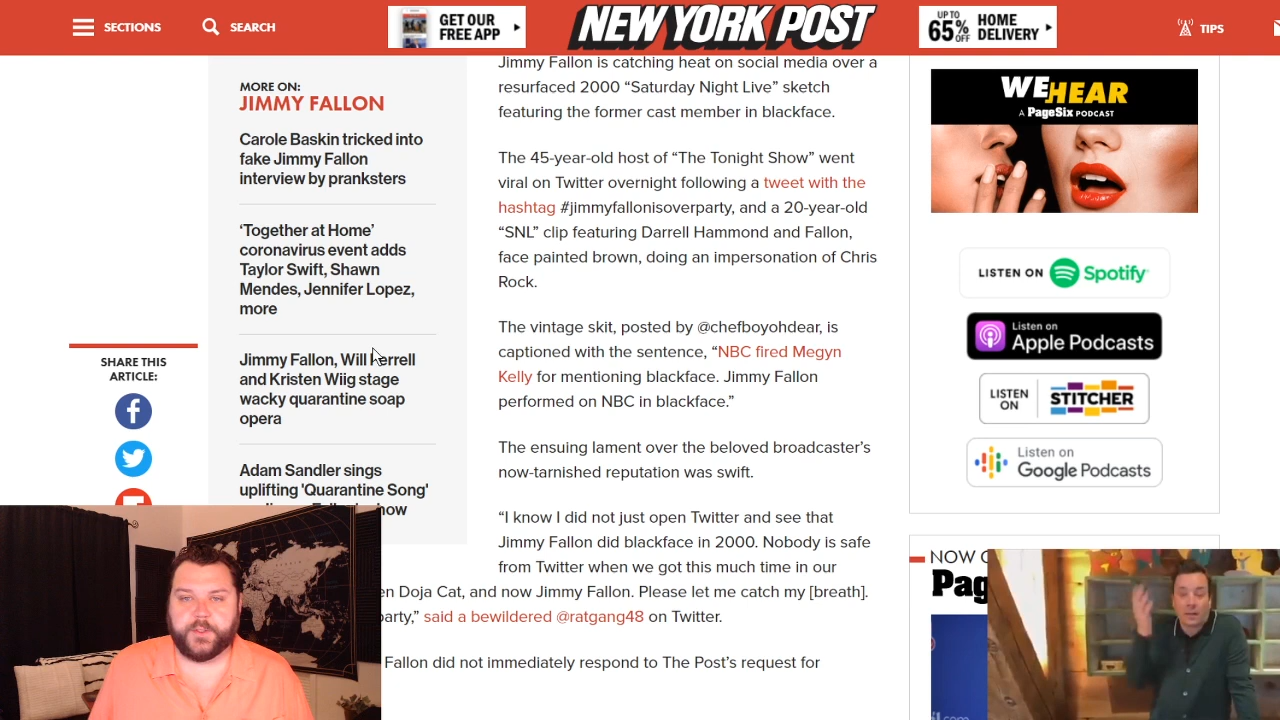 SECTIONS
SEARCH
GET OUR
FREE APP
NEW YORK POST
UP TO
65% OFF
HOME
DELIVERY
TIPS
MORE ON:
JIMMY FALLON
Carole Baskin tricked into
fake Jimmy Fallon
interview by pranksters
‘Together at Home’
coronavirus event adds
Taylor Swift, Shawn
Mendes, Jennifer Lopez,
more
Jimmy Fallon, Will Ferrell
and Kristen Wiig stage
wacky quarantine soap
opera
Adam Sandler sings
uplifting 'Quarantine Song'
SHARE THIS
ARTICLE:
Jimmy Fallon is catching heat on social media over a
resurfaced 2000 “Saturday Night Live” sketch
featuring the former cast member in blackface.
The 45-year-old host of “The Tonight Show” went
viral on Twitter overnight following a tweet with the
hashtag #jimmyfallonisoverparty, and a 20-year-old
“SNL” clip featuring Darrell Hammond and Fallon,
face painted brown, doing an impersonation of Chris
Rock.
The vintage skit, posted by @chefboyohdear, is
captioned with the sentence, “NBC fired Megyn
Kelly for mentioning blackface. Jimmy Fallon
performed on NBC in blackface.”
The ensuing lament over the beloved broadcaster’s
now-tarnished reputation was swift.
“I know I did not just open Twitter and see that
Jimmy Fallon did blackface in 2000. Nobody is safe
from Twitter when we got this much time in our
en Doja Cat, and now Jimmy Fallon. Please let me catch my [breath].
party,” said a bewildered @ratgang48 on Twitter.
Fallon did not immediately respond to The Post’s request for
WE HEAR
A PageSix PODCAST
LISTEN ON Spotify
Listen on
Apple Podcasts
LISTEN
ON
STITCHER
Listen on
Google Podcasts
NOW
Pag